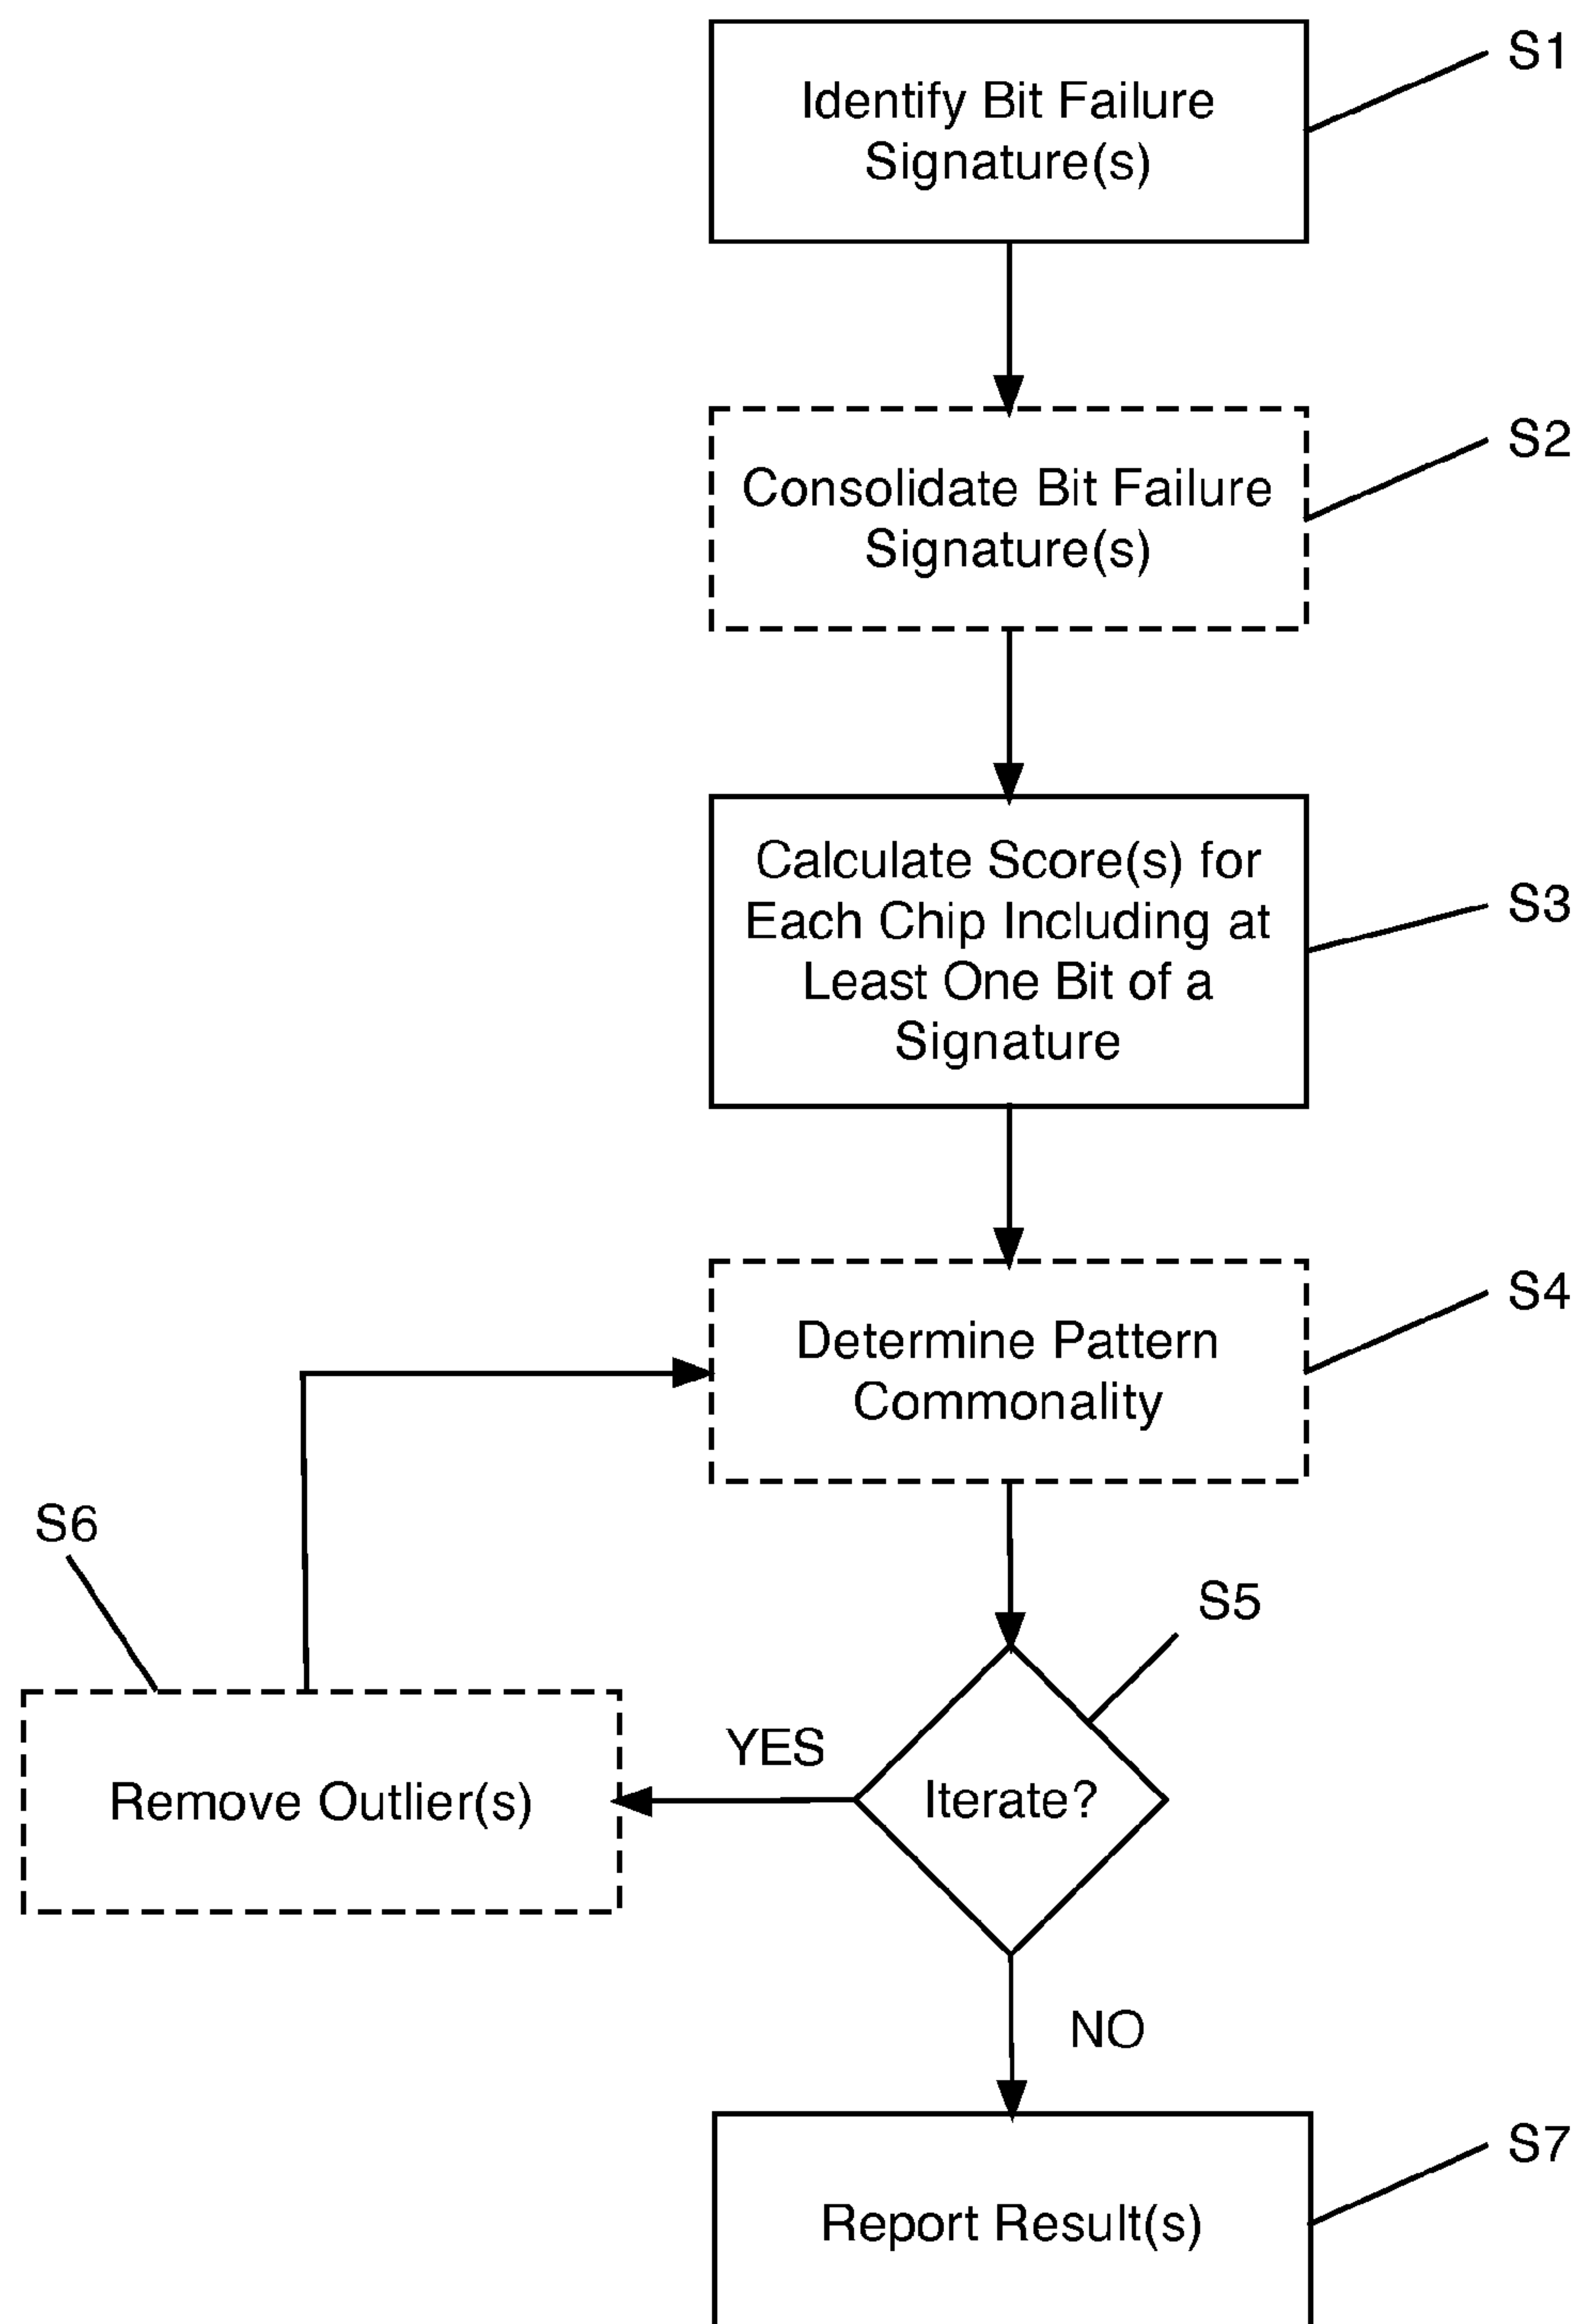 Identify Bit Failure
Signature(s)
S1
Consolidate Bit Failure
Signature(s)
S2
Calculate Score(s) for
Each Chip Including at
Least One Bit of a
Signature
S3
Determine Pattern
Commonality
S4
S5
Iterate?
YES
S6
Remove Outlier(s)
NO
Report Result(s)
S7